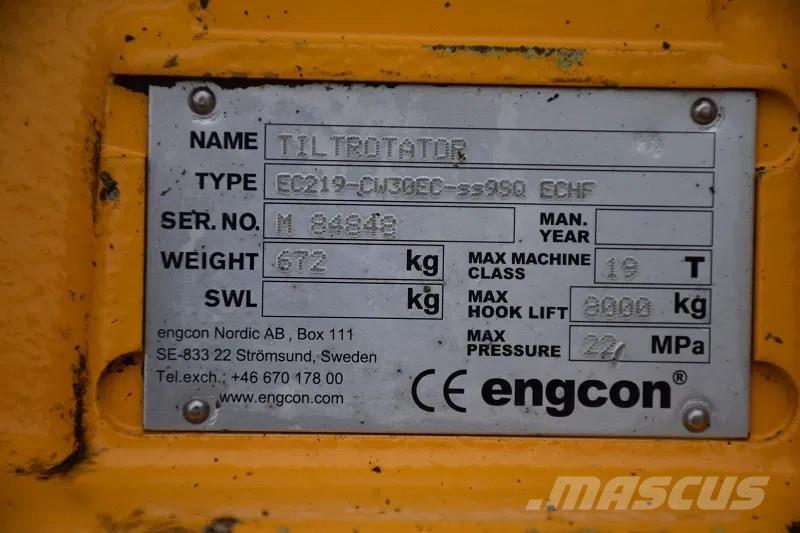 NAME TILTROTATOR
TYPE EC219-CW30EC-ss9SQ ECHF
SER. NO. M 84848 MAN. YEAR
WEIGHT 672 kg MAX MACHINE CLASS 19 T
SWL kg MAX HOOK LIFT 8000 kg
MAX PRESSURE 22 MPa
engcon Nordic AB , Box 111
SE-833 22 Strömsund, Sweden
Tel.exch.: +46 670 178 00
www.engcon.com
CE engcon®
MASCUS